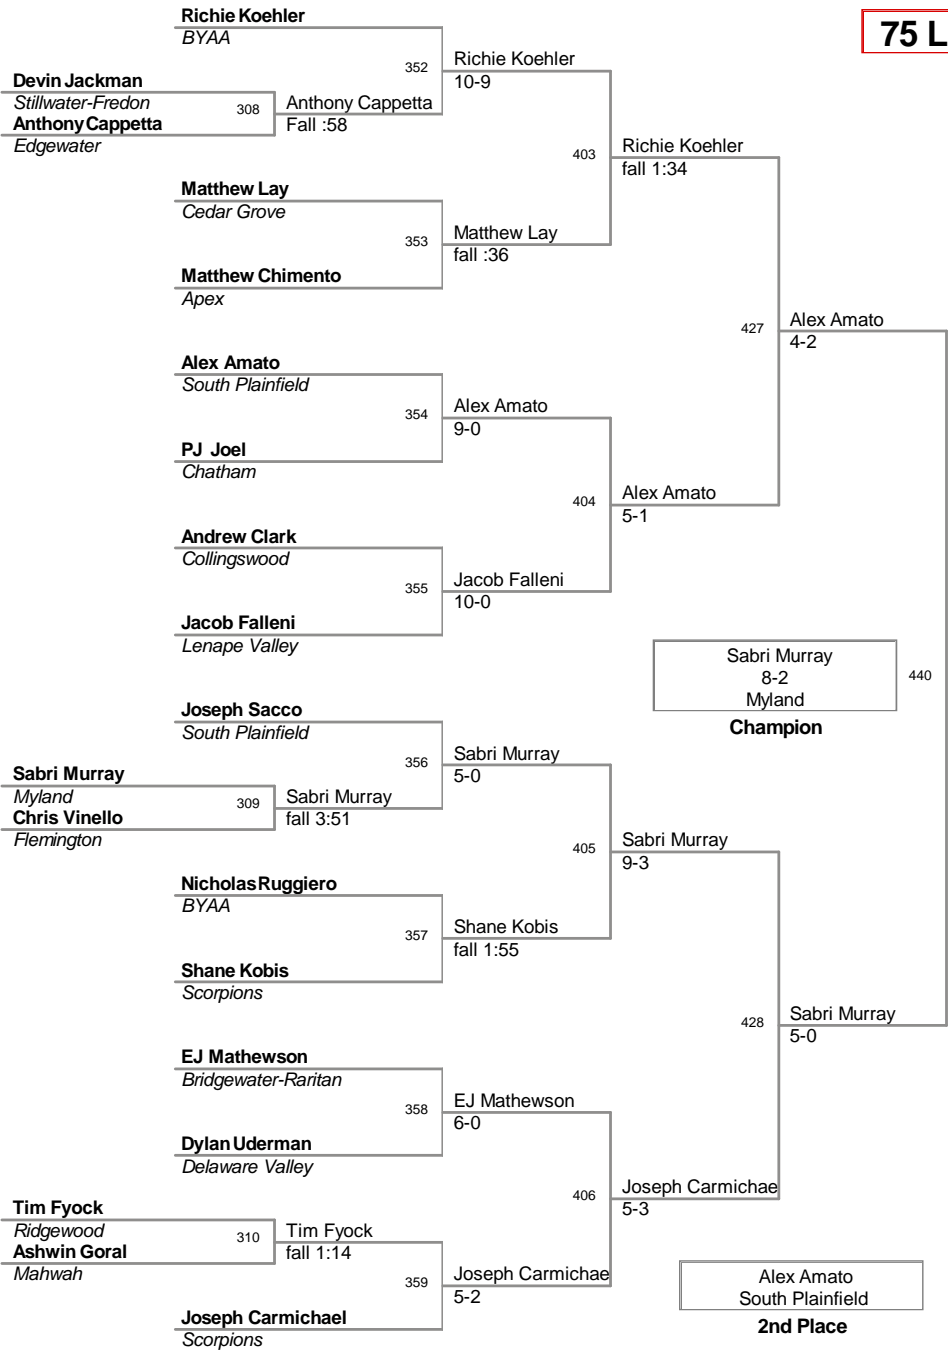 Richie Koehler
BYAA
75 L
352
Richie Koehler
10-9
Devin Jackman
Stillwater-Fredon
308
Anthony Cappetta
Fall :58
Anthony Cappetta
Edgewater
403
Richie Koehler
fall 1:34
Matthew Lay
Cedar Grove
353
Matthew Lay
fall :36
Matthew Chimento
Apex
427
Alex Amato
4-2
Alex Amato
South Plainfield
354
Alex Amato
9-0
PJ Joel
Chatham
404
Alex Amato
5-1
Andrew Clark
Collingswood
355
Jacob Falleni
10-0
Jacob Falleni
Lenape Valley
Sabri Murray
8-2
Myland
440
Champion
Joseph Sacco
South Plainfield
356
Sabri Murray
5-0
Sabri Murray
Myland
309
Sabri Murray
fall 3:51
Chris Vinello
Flemington
405
Sabri Murray
9-3
Nicholas Ruggiero
BYAA
357
Shane Kobis
fall 1:55
Shane Kobis
Scorpions
428
Sabri Murray
5-0
EJ Mathewson
Bridgewater-Raritan
358
EJ Mathewson
6-0
Dylan Uderman
Delaware Valley
406
Joseph Carmichae
5-3
Tim Fyock
Ridgewood
310
Tim Fyock
fall 1:14
Ashwin Goral
Mahwah
359
Joseph Carmichae
5-2
Joseph Carmichael
Scorpions
Alex Amato
South Plainfield
2nd Place